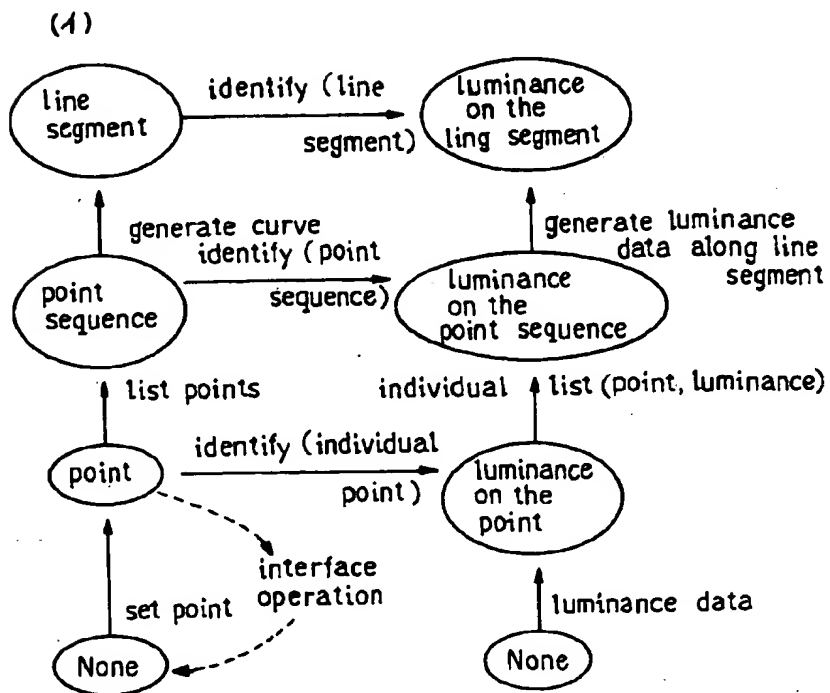 (1)
line
segment
identify (line
segment)
luminance
on the
ling segment
generate curve
generate luminance
data along line
segment
point
sequence
identify (point
sequence)
luminance
on the
point sequence
list points
individual list (point, luminance)
point
identify (individual
point)
luminance
on the
point
interface
operation
set point
luminance data
None
None